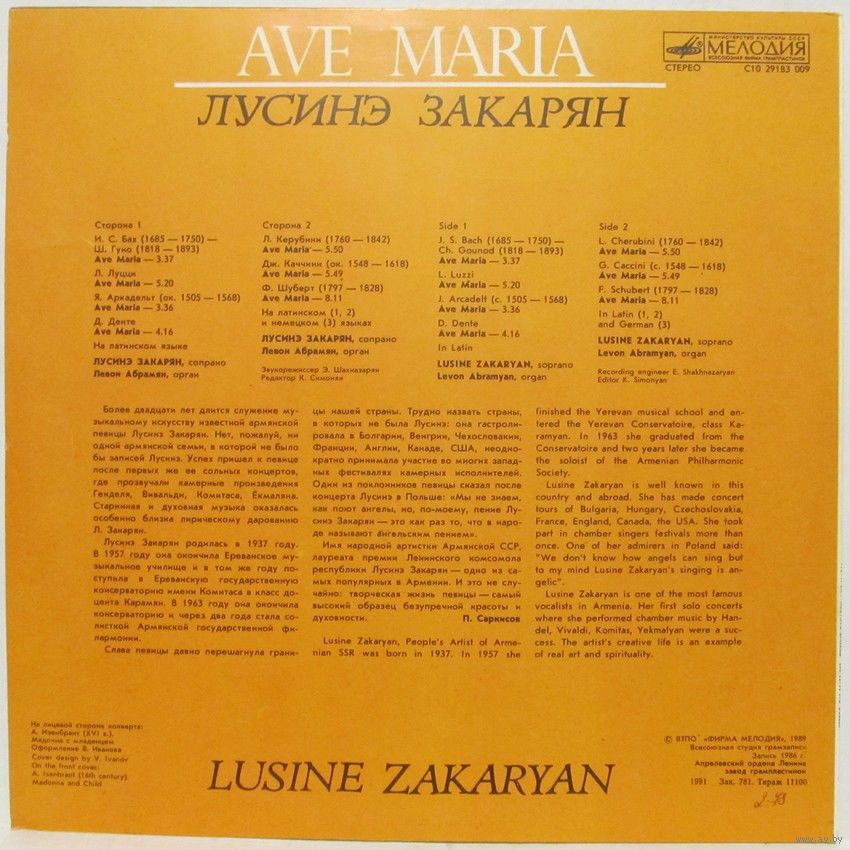 AVE MARIA
ЛУСИНЭ ЗАКАРЯН
МИНИСТЕРСТВО КУЛЬТУРЫ СССР
МЕЛОДИЯ
ВСЕСОЮЗНАЯ ФИРМА ГРАМПЛАСТИНОК
СТЕРЕО С10 29183 009
Сторона 1
И. С. Бах (1685 — 1750) —
Ш. Гуно (1818 — 1893)
Ave Maria — 3.37
Л. Луцци
Ave Maria — 5.20
Я. Аркадельт (ок. 1505 — 1568)
Ave Maria — 3.36
Д. Денте
Ave Maria — 4.16
На латинском языке
ЛУСИНЭ ЗАКАРЯН, сопрано
Левон Абрамян, орган
Сторона 2
Л. Керубини (1760 — 1842)
Ave Maria — 5.50
Дж. Каччини (ок. 1548 — 1618)
Ave Maria — 5.49
Ф. Шуберт (1797 — 1828)
Ave Maria — 8.11
На латинском (1, 2)
и немецком (3) языках
ЛУСИНЭ ЗАКАРЯН, сопрано
Левон Абрамян, орган
Звукорежиссер Э. Шахназарян
Редактор К. Симонян
Side 1
J. S. Bach (1685 — 1750) —
Ch. Gounod (1818 — 1893)
Ave Maria — 3.37
L. Luzzi
Ave Maria — 5.20
J. Arcadelt (c. 1505 — 1568)
Ave Maria — 3.36
D. Dente
Ave Maria — 4.16
In Latin
LUSINE ZAKARYAN, soprano
Levon Abramyan, organ
Side 2
L. Cherubini (1760 — 1842)
Ave Maria — 5.50
G. Caccini (c. 1548 — 1618)
Ave Maria — 5.49
F. Schubert (1797 — 1828)
Ave Maria — 8.11
In Latin (1, 2)
and German (3)
LUSINE ZAKARYAN, soprano
Levon Abramyan, organ
Recording engineer E. Shakhnazaryan
Editor K. Simonyan
Более двадцати лет длится служение му-
зыкальному искусству известной армянской
певицы Лусинэ Закарян. Нет, пожалуй, ни
одной армянской семьи, в которой не было
бы записей Лусинэ. Успех пришел к певице
после первых же ее сольных концертов,
где прозвучали камерные произведения
Генделя, Вивальди, Комитаса, Екмаляна.
Старинная и духовная музыка оказалась
особенно близка лирическому дарованию
Л. Закарян.
Лусинэ Закарян родилась в 1937 году.
В 1957 году она окончила Ереванское му-
зыкальное училище и в том же году по-
ступила в Ереванскую государственную
консерваторию имени Комитаса в класс до-
цента Карамян. В 1963 году она окончила
консерваторию и через два года стала со-
листкой Армянской государственной фи-
лармонии.
Слава певицы давно перешагнула грани-
цы нашей страны. Трудно назвать страны,
в которых не была Лусинэ: она гастроли-
ровала в Болгарии, Венгрии, Чехословакии,
Франции, Англии, Канаде, США, неодно-
кратно принимала участие во многих запад-
ных фестивалях камерных исполнителей.
Один из поклонников певицы сказал после
концерта Лусинэ в Польше: «Мы не знаем,
как поют ангелы, но, по-моему, пение Лу-
синэ Закарян — это как раз то, что в наро-
де называют ангельским пением».
Имя народной артистки Армянской ССР,
лауреата премии Ленинского комсомола
республики Лусинэ Закарян — одно из са-
мых популярных в Армении. И это не слу-
чайно: творческая жизнь певицы — самый
высокий образец безупречной красоты и
духовности. П. Саркисов
Lusine Zakaryan, People's Artist of Arme-
nian SSR was born in 1937. In 1957 she
finished the Yerevan musical school and en-
tered the Yerevan Conservatoire, class Ka-
ramyan. In 1963 she graduated from the
Conservatoire and two years later she became
the soloist of the Armenian Philharmonic
Society.
Lusine Zakaryan is well known in this
country and abroad. She has made concert
tours of Bulgaria, Hungary, Czechoslovakia,
France, England, Canada, the USA. She took
part in chamber singers festivals more than
once. One of her admirers in Poland said:
"We don't know how angels can sing but
to my mind Lusine Zakaryan's singing is an-
gelic".
Lusine Zakaryan is one of the most famous
vocalists in Armenia. Her first solo concerts
where she performed chamber music by Han-
del, Vivaldi, Komitas, Yekmalyan were a suc-
cess. The artist's creative life is an example
of real art and spirituality.
На лицевой стороне конверта:
А. Изенбрант (XVI в.).
Мадонна с младенцем
Оформление В. Иванова
Cover design by V. Ivanov
On the front cover:
A. Isenbrant (16th century).
Madonna and Child
LUSINE ZAKARYAN
© ВТПО «ФИРМА МЕЛОДИЯ», 1989
Всесоюзная студия грамзаписи
Запись 1986 г.
Апрелевский ордена Ленина
завод грампластинок
1991 Зак. 781. Тираж 11100
www.ay.by